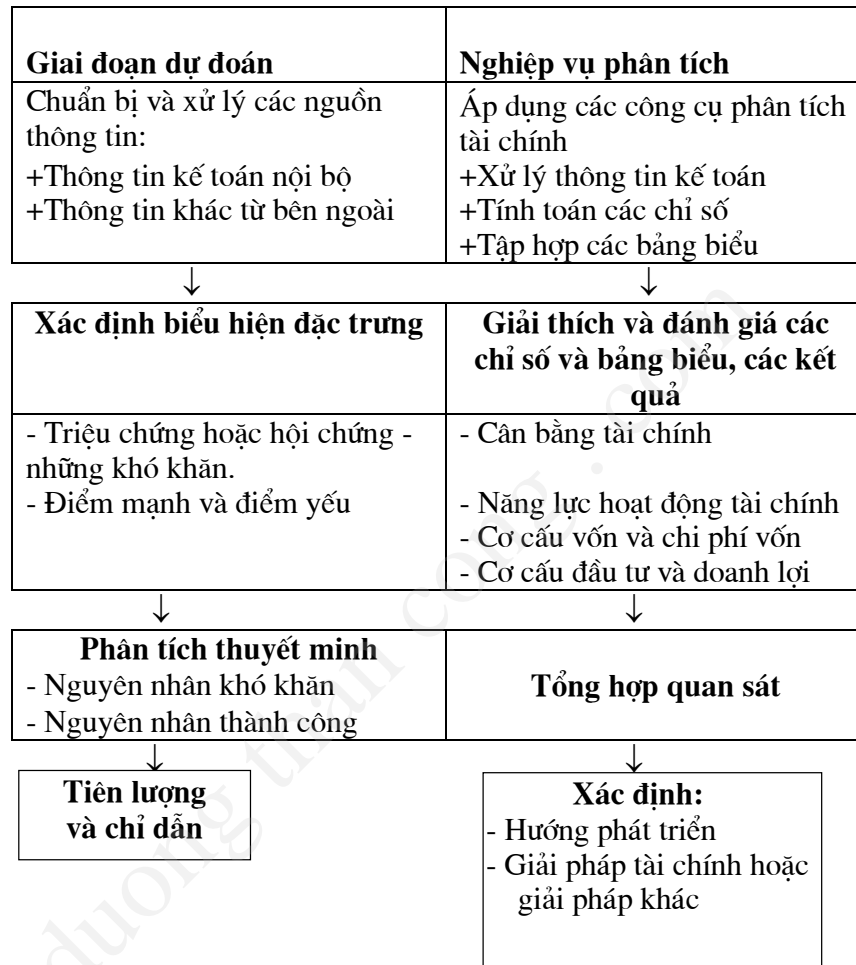 Giai đoạn dự đoán
Nghiệp vụ phân tích
Chuẩn bị và xử lý các nguồn
thông tin:
+Thông tin kế toán nội bộ
+Thông tin khác từ bên ngoài
Áp dụng các công cụ phân tích
tài chính
+Xử lý thông tin kế toán
+Tính toán các chỉ số
+Tập hợp các bảng biểu
↓
↓
Xác định biểu hiện đặc trưng
Giải thích và đánh giá các
chỉ số và bảng biểu, các kết
quả
- Triệu chứng hoặc hội chứng -
những khó khăn.
- Điểm mạnh và điểm yếu
- Cân bằng tài chính
- Năng lực hoạt động tài chính
- Cơ cấu vốn và chi phí vốn
- Cơ cấu đầu tư và doanh lợi
↓
↓
Phân tích thuyết minh
- Nguyên nhân khó khăn
- Nguyên nhân thành công
Tổng hợp quan sát
↓
↓
Tiên lượng
và chỉ dẫn
Xác định:
- Hướng phát triển
- Giải pháp tài chính hoặc
giải pháp khác
duong than cong . com